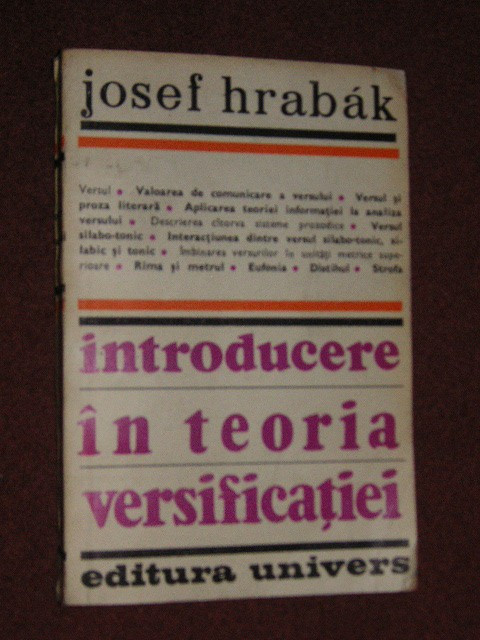 josef hrabák
Versul • Valoarea de comunicare a versului • Versul și
proza literară • Aplicarea teoriei informației la analiza
versului • Descrierea cîtorva sisteme prozodice • Versul
silabo-tonic • Interacțiunea dintre versul silabo-tonic, si-
labic și tonic • Îmbinarea versurilor în unități metrice supe-
rioare • Rima și metrul • Eufonia • Distihul • Strofa
introducere
în teoria
versificației
editura univers